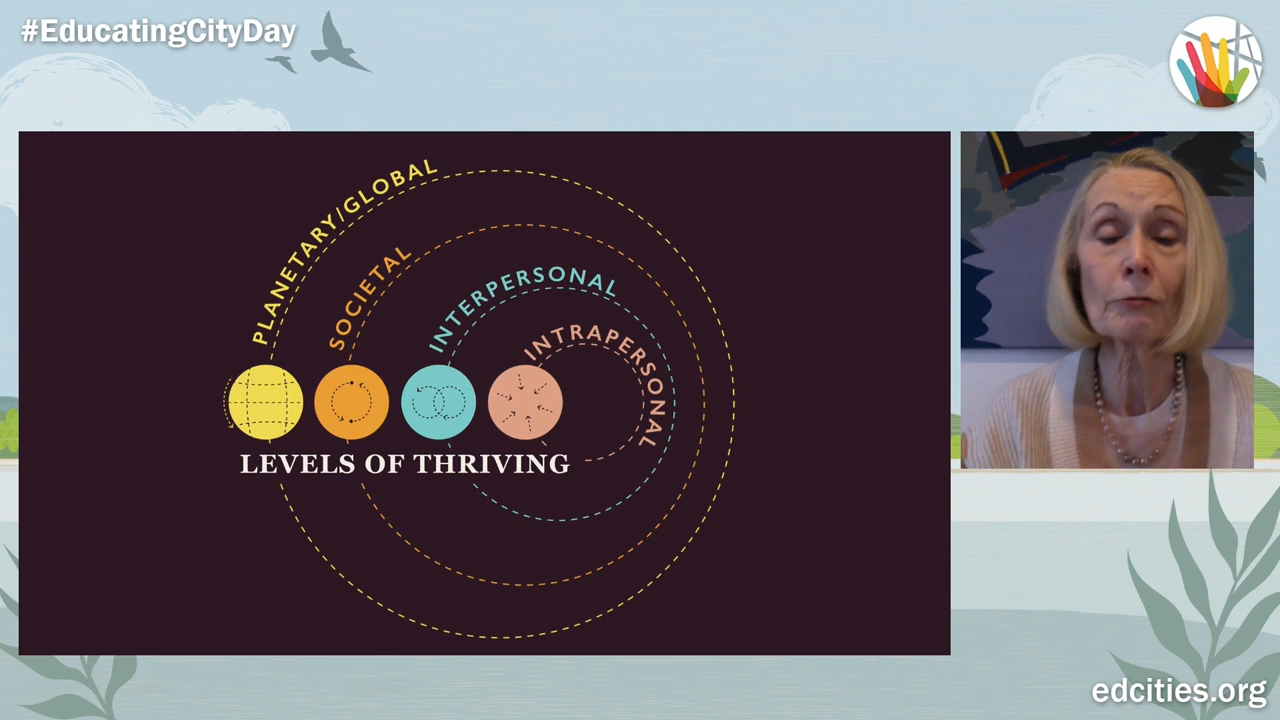 #EducatingCityDay
PLANETARY/GLOBAL
SOCIETAL
INTERPERSONAL
INTRAPERSONAL
LEVELS OF THRIVING
edcities.org